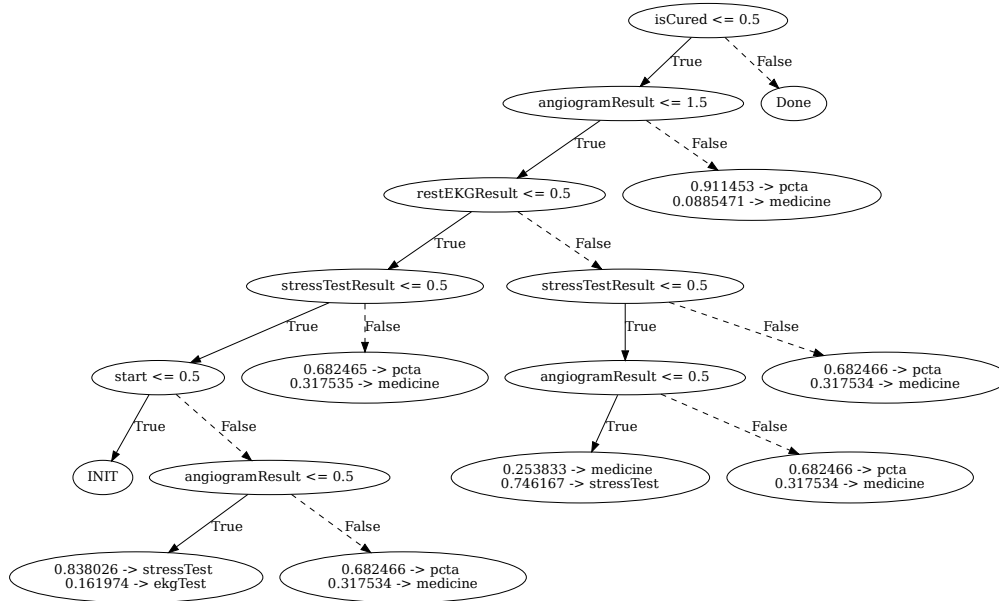 isCured <= 0.5
True
False
angiogramResult <= 1.5
Done
True
False
restEKGResult <= 0.5
0.911453 -> pcta
0.0885471 -> medicine
True
False
stressTestResult <= 0.5
stressTestResult <= 0.5
True
False
True
False
start <= 0.5
0.682465 -> pcta
0.317535 -> medicine
angiogramResult <= 0.5
0.682466 -> pcta
0.317534 -> medicine
True
False
True
False
INIT
angiogramResult <= 0.5
0.253833 -> medicine
0.746167 -> stressTest
0.682466 -> pcta
0.317534 -> medicine
True
False
0.838026 -> stressTest
0.161974 -> ekgTest
0.682466 -> pcta
0.317534 -> medicine